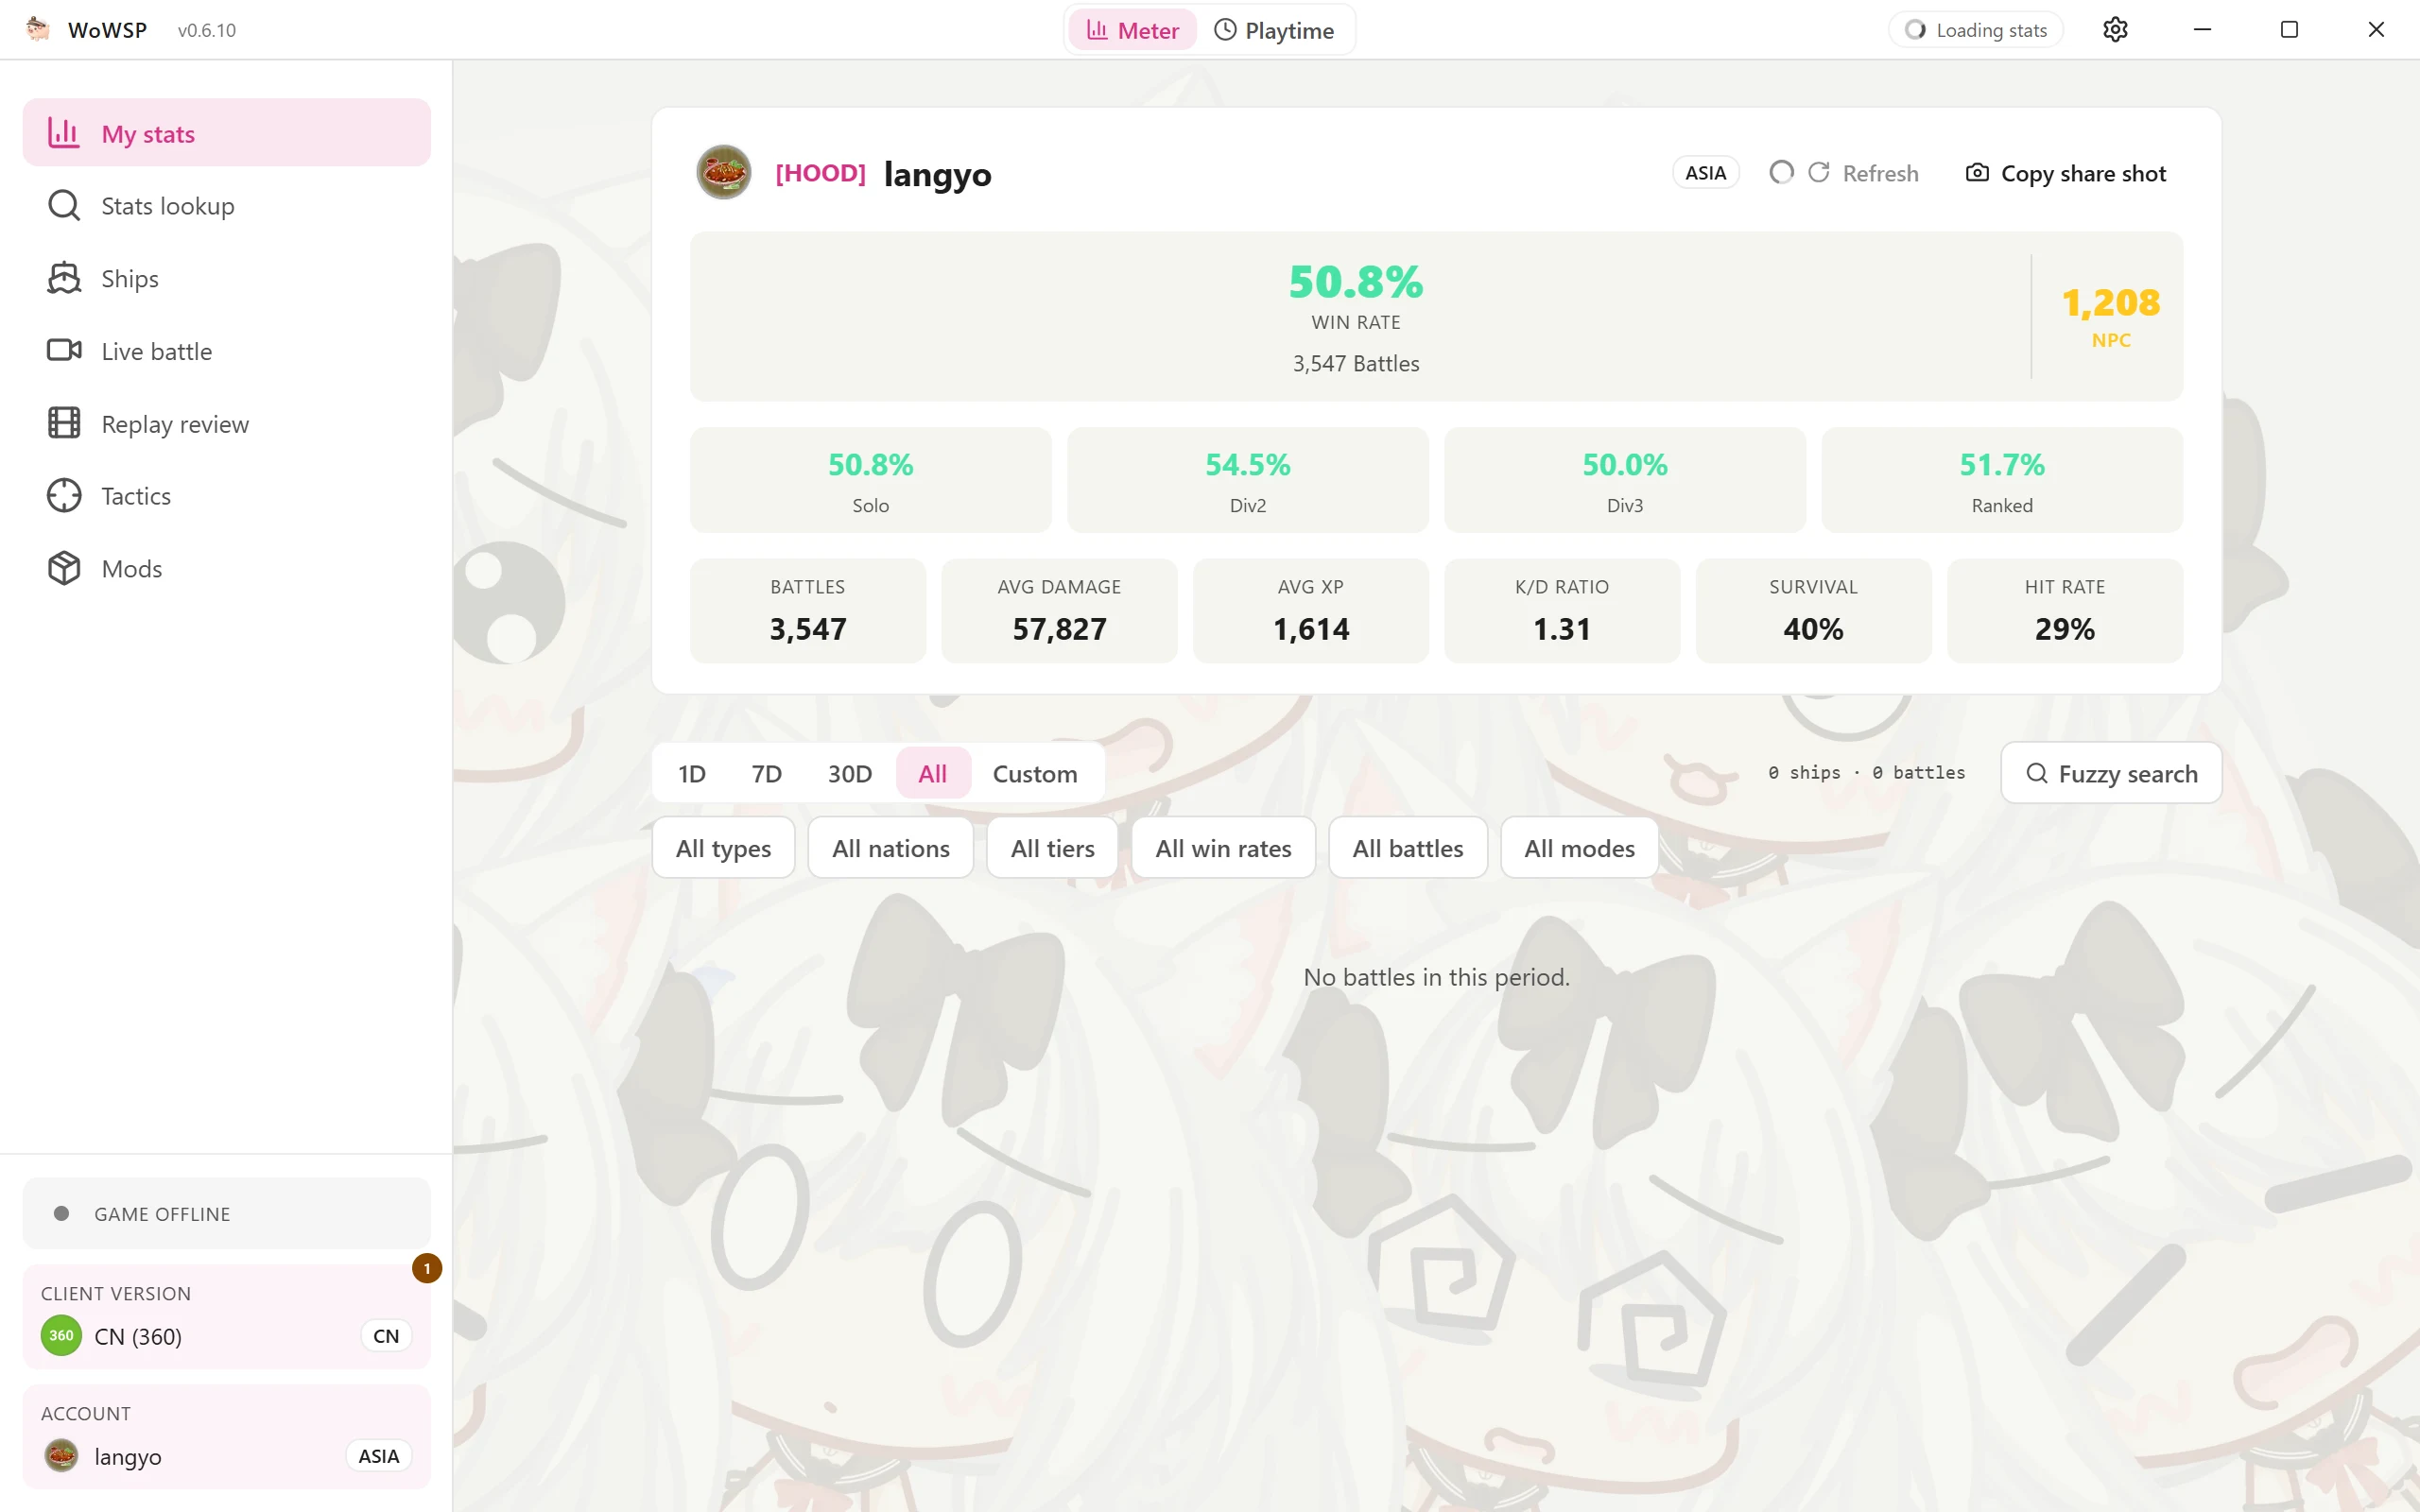 WoWSP v0.6.10
Meter
Playtime
Loading stats
My stats
Stats lookup
Ships
Live battle
Replay review
Tactics
Mods
GAME OFFLINE
1
CLIENT VERSION
360 CN (360) CN
ACCOUNT
langyo ASIA
[HOOD] langyo
ASIA
Refresh
Copy share shot
50.8%
WIN RATE
3,547 Battles
1,208
NPC
50.8%
Solo
54.5%
Div2
50.0%
Div3
51.7%
Ranked
BATTLES
3,547
AVG DAMAGE
57,827
AVG XP
1,614
K/D RATIO
1.31
SURVIVAL
40%
HIT RATE
29%
1D 7D 30D All Custom
0 ships · 0 battles
Fuzzy search
All types All nations All tiers All win rates All battles All modes
No battles in this period.